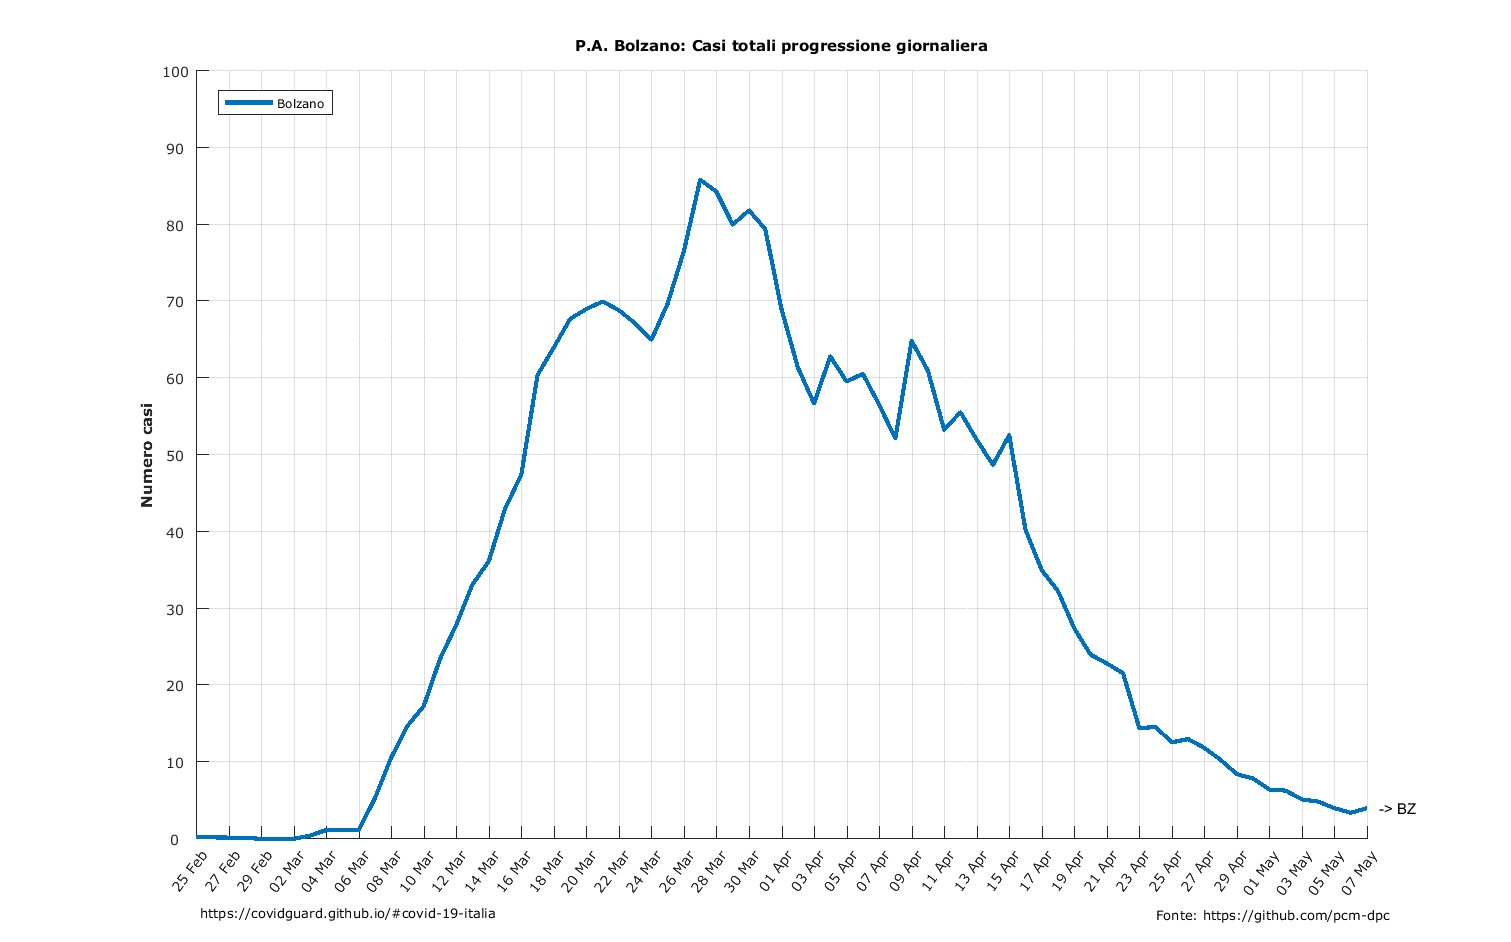 P.A. Bolzano: Casi totali progressione giornaliera
100
Bolzano
90
80
70
60
50
40
30
20
10
0
Numero casi
-> BZ
25 Feb
27 Feb
29 Feb
02 Mar
04 Mar
06 Mar
08 Mar
10 Mar
12 Mar
14 Mar
16 Mar
18 Mar
20 Mar
22 Mar
24 Mar
26 Mar
28 Mar
30 Mar
01 Apr
03 Apr
05 Apr
07 Apr
09 Apr
11 Apr
13 Apr
15 Apr
17 Apr
19 Apr
21 Apr
23 Apr
25 Apr
27 Apr
29 Apr
01 May
03 May
05 May
07 May
https://covidguard.github.io/#covid-19-italia
Fonte: https://github.com/pcm-dpc